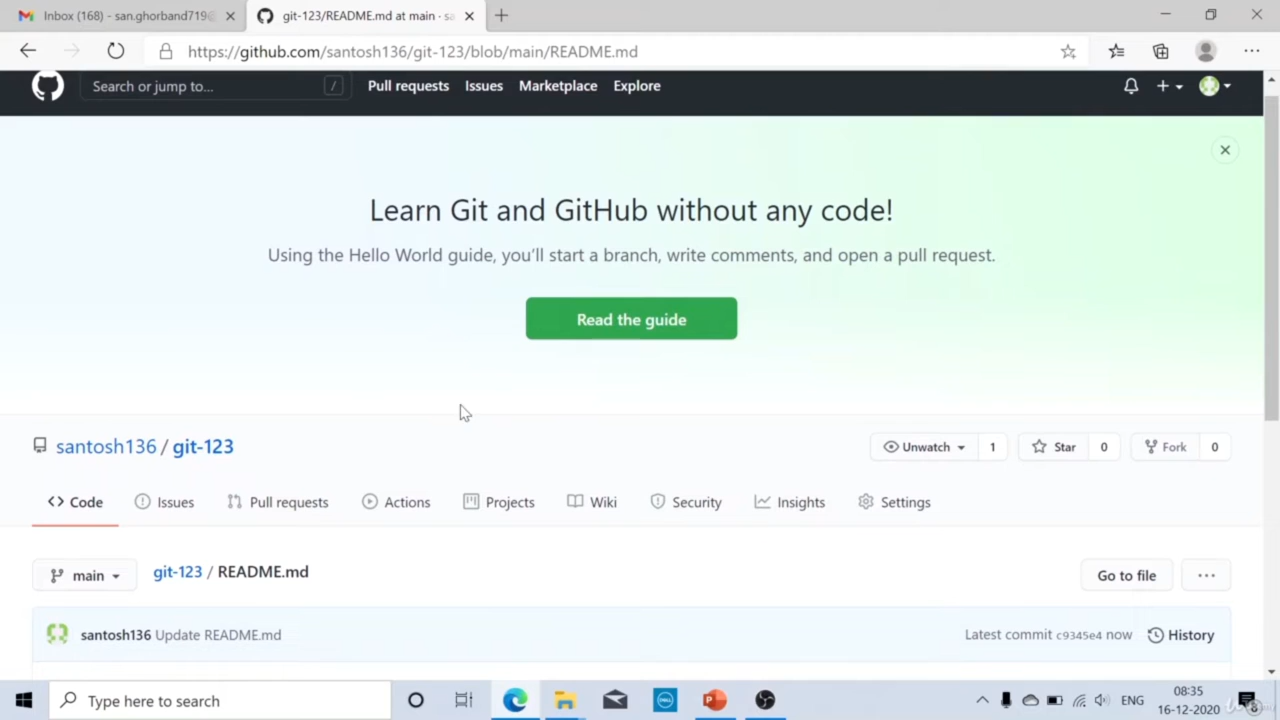 Inbox (168) - san.ghorband719@
git-123/README.md at main · sa
https://github.com/santosh136/git-123/blob/main/README.md
Search or jump to... /
Pull requests Issues Marketplace Explore
Learn Git and GitHub without any code!
Using the Hello World guide, you'll start a branch, write comments, and open a pull request.
Read the guide
santosh136 / git-123
Unwatch 1 Star 0 Fork 0
Code Issues Pull requests Actions Projects Wiki Security Insights Settings
main git-123 / README.md Go to file ...
santosh136 Update README.md Latest commit c9345e4 now History
Type here to search
ENG
08:35
16-12-2020